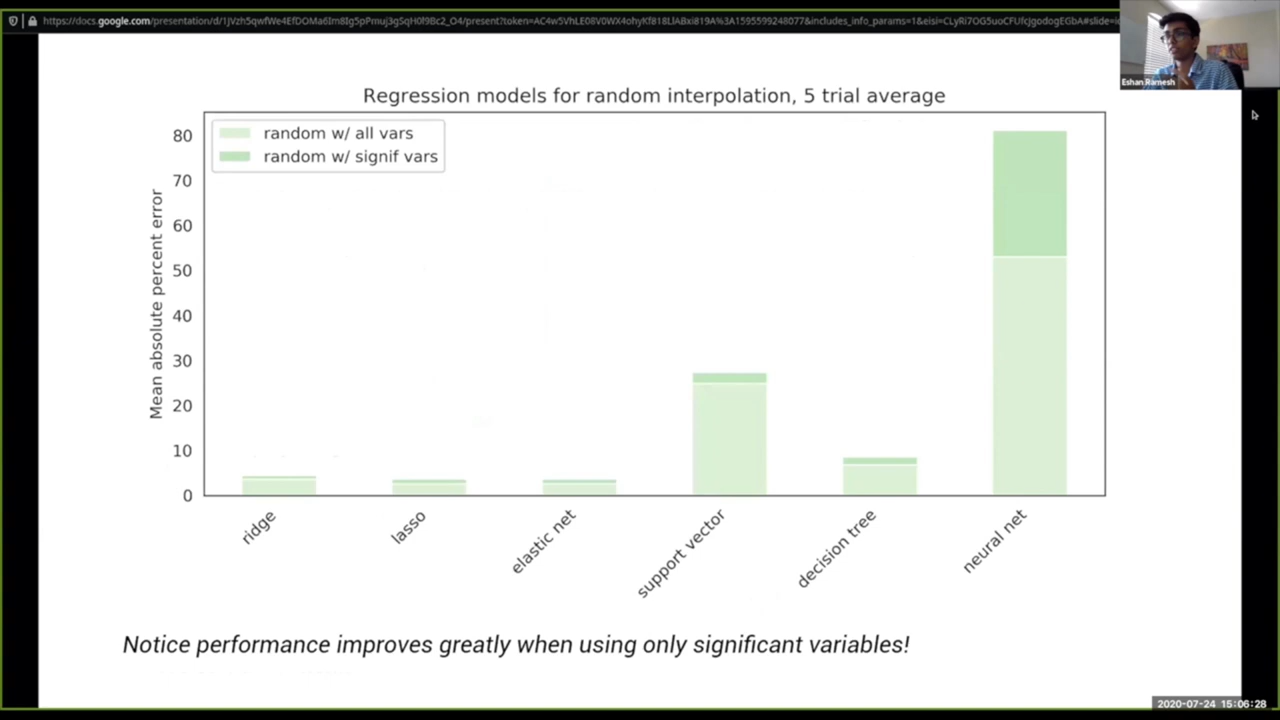 Eshan Ramesh
Regression models for random interpolation, 5 trial average
random w/ all vars
random w/ signif vars
Mean absolute percent error
80
70
60
50
40
30
20
10
0
ridge
lasso
elastic net
support vector
decision tree
neural net
Notice performance improves greatly when using only significant variables!
2020-07-24 15:06:28